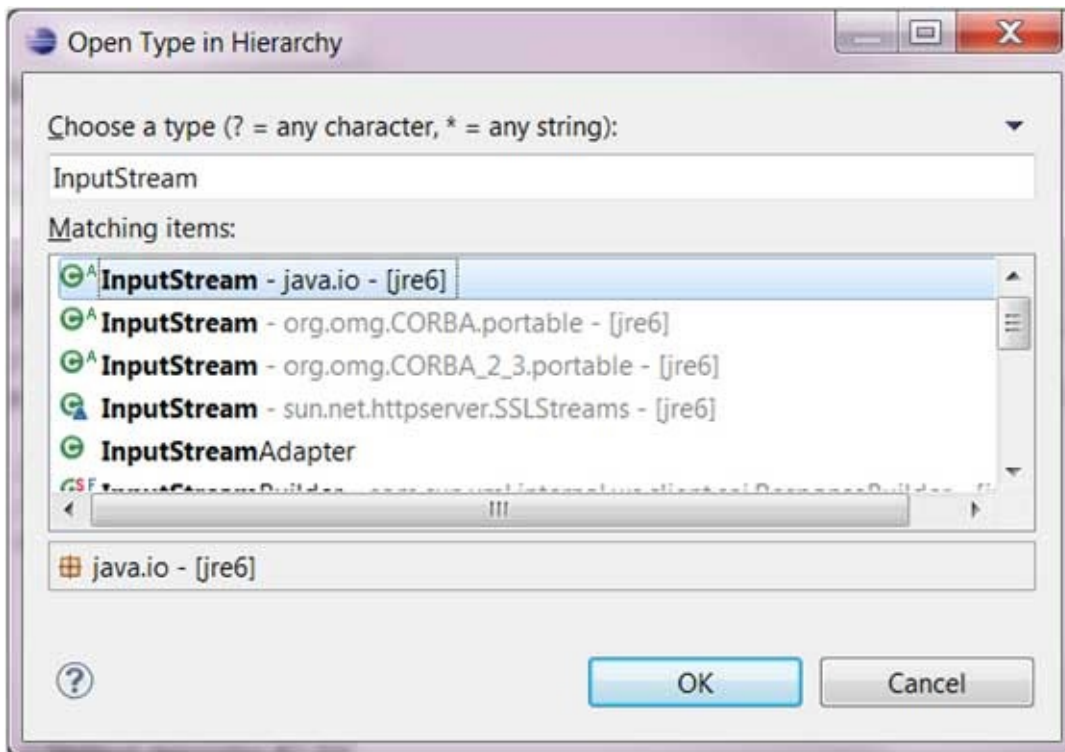 Open Type in Hierarchy
Choose a type (? = any character, * = any string):
InputStream
Matching items:
InputStream - java.io - [jre6]
InputStream - org.omg.CORBA.portable - [jre6]
InputStream - org.omg.CORBA_2_3.portable - [jre6]
InputStream - sun.net.httpserver.SSLStreams - [jre6]
InputStreamAdapter
java.io - [jre6]
OK
Cancel